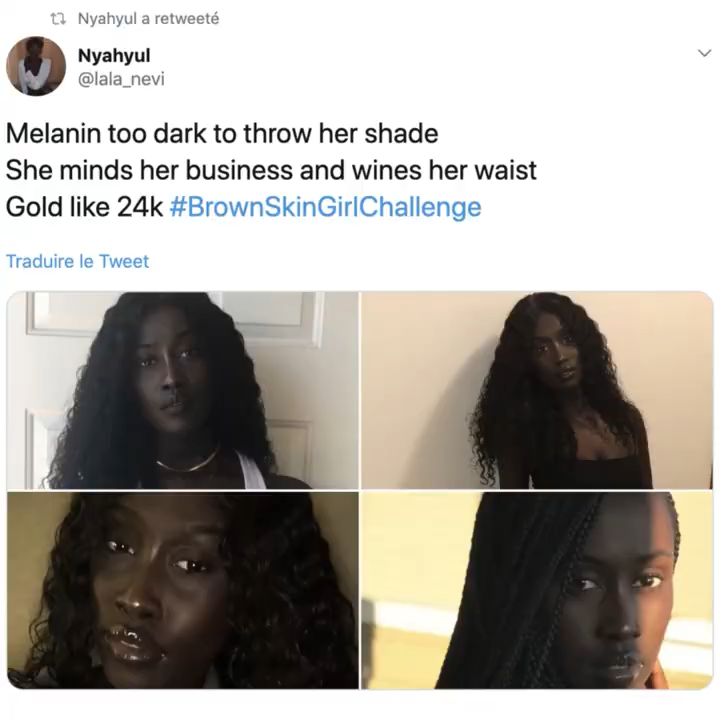 Nyahyul a retweeté
Nyahyul
@lala_nevi
Melanin too dark to throw her shade
She minds her business and wines her waist
Gold like 24k #BrownSkinGirlChallenge
Traduire le Tweet